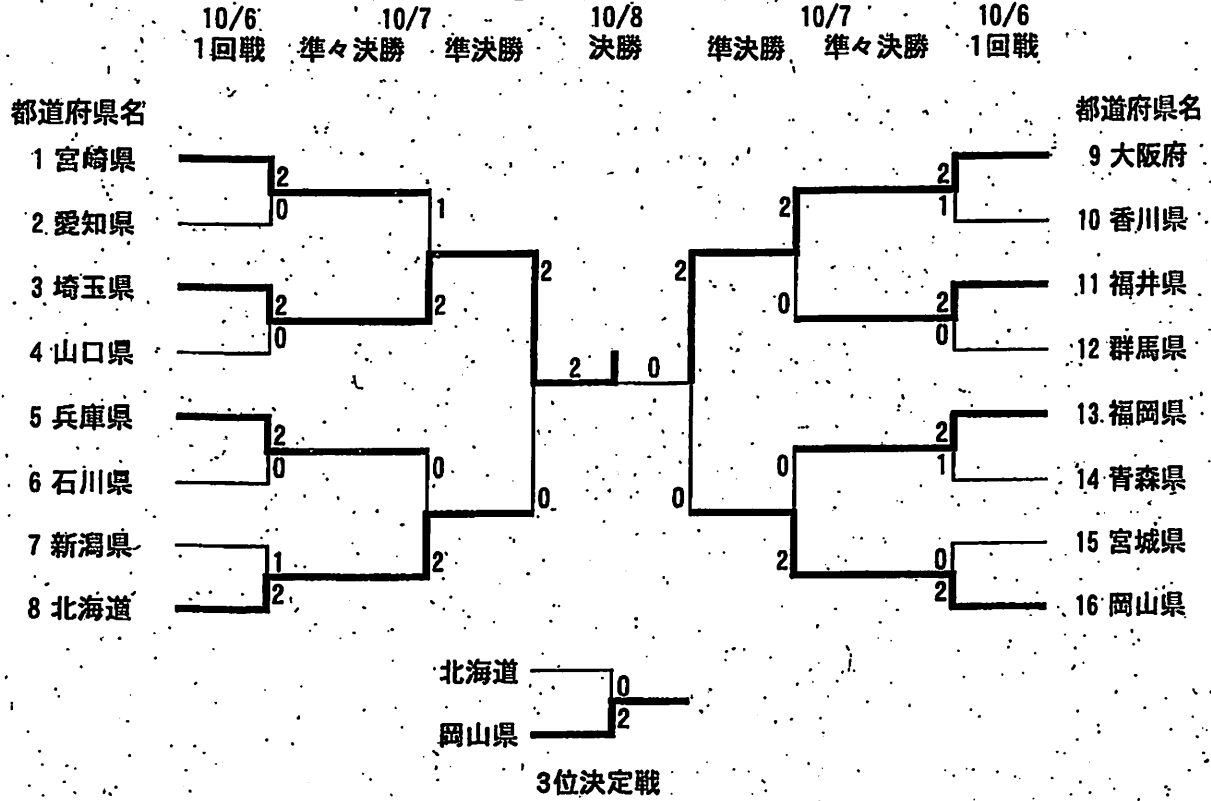 10/6 10/7 10/8 10/7 10/6
1回戦 準々決勝 準決勝 決勝 準決勝 準々決勝 1回戦
都道府県名 都道府県名
1 宮崎県 2 2 9 大阪府
0 1 2 1
2 愛知県 10 香川県
3 埼玉県 2 2 11 福井県
2 2 0 2
0 0
4 山口県 12 群馬県
2 0
5 兵庫県 2 2 13 福岡県
0 0 0 1
6 石川県 14 青森県
0 0
7 新潟県 1 2 2 0 15 宮城県
8 北海道 2 2 16 岡山県
北海道 0
岡山県 2
3位決定戦